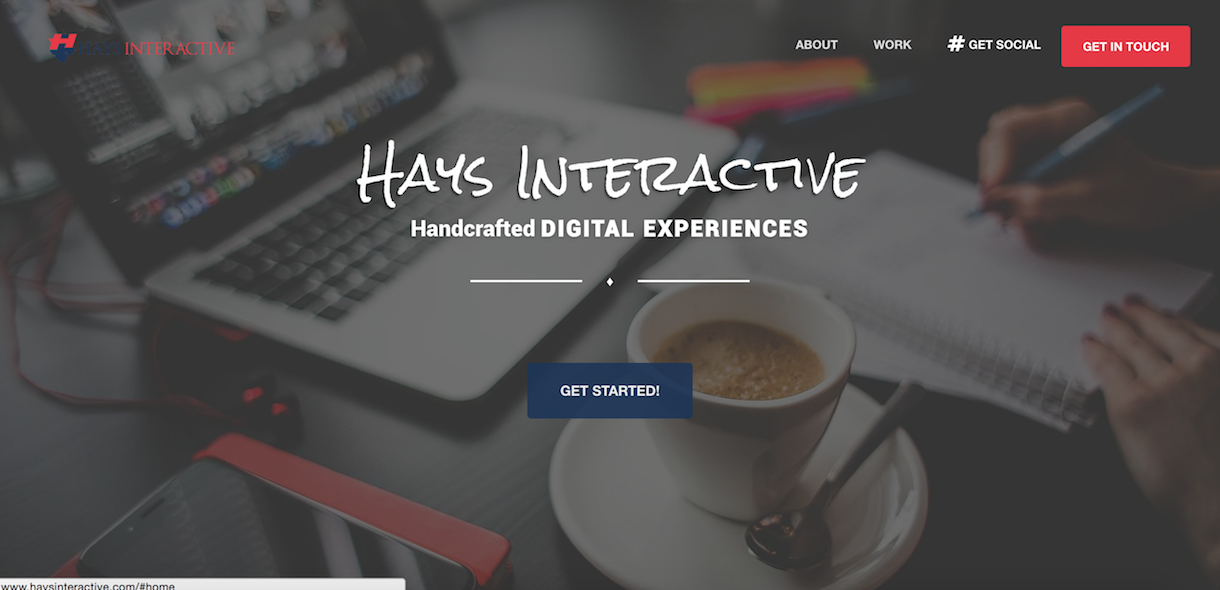 HAYS INTERACTIVE
ABOUT
WORK
# GET SOCIAL
GET IN TOUCH
HAYS INTERACTIVE
Handcrafted DIGITAL EXPERIENCES
GET STARTED!
www.haysinteractive.com/#home